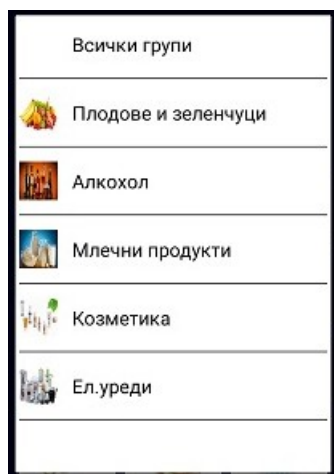 Всички групи
Плодове и зеленчуци
Алкохол
Млечни продукти
Козметика
Ел.уреди